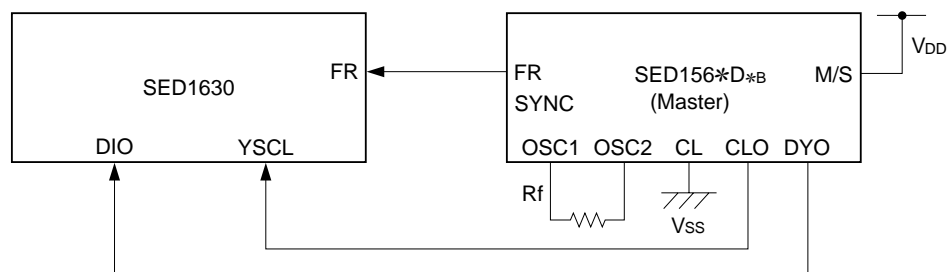 FR
SED1630
DIO YSCL
FR
SYNC
SED156*D*B
(Master)
M/S
VDD
OSC1 OSC2 CL CLO DYO
Rf
VSS